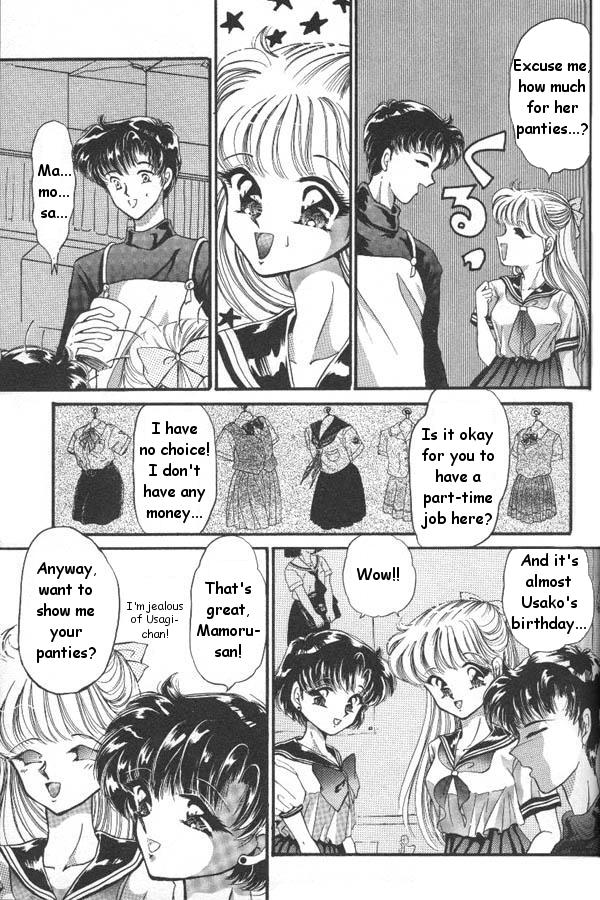 Excuse me,
how much
for her
panties...?
くるっ
Ma...
mo...
sa...
Is it okay
for you to
have a
part-time
job here?
I have
no choice!
I don't
have any
money...
And it's
almost
Usako's
birthday...
Wow!!
That's
great,
Mamoru-
san!
I'm jealous
of Usagi-
chan!
Anyway,
want to
show me
your
panties?